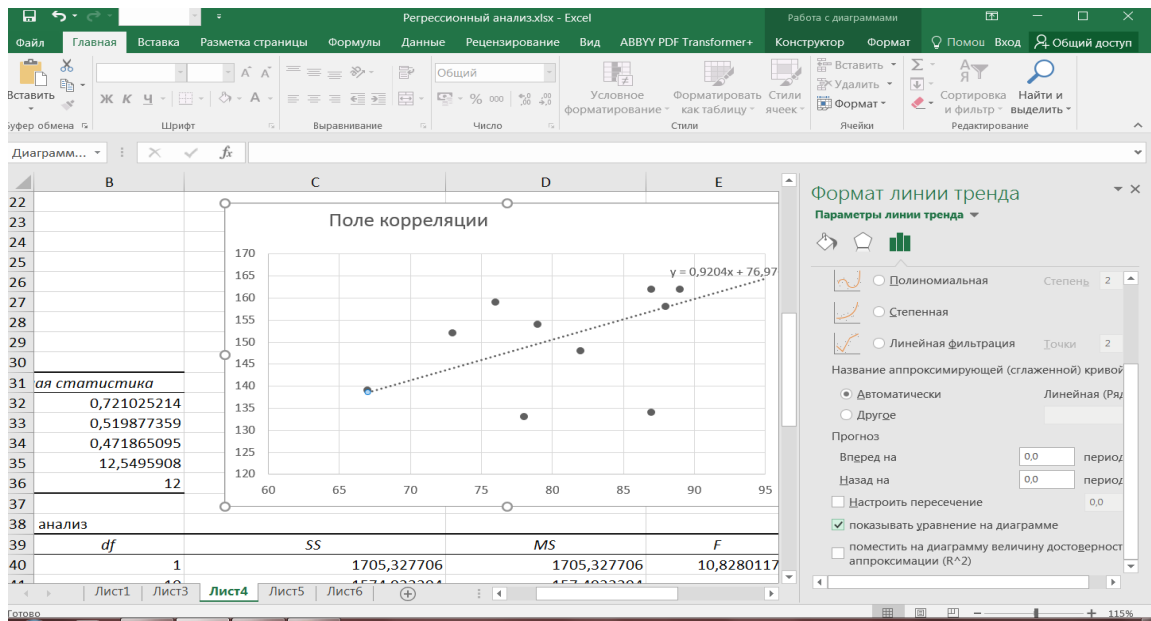 Регрессионный анализ.xlsx - Excel
Работа с диаграммами
Файл Главная Вставка Разметка страницы Формулы Данные Рецензирование Вид ABBYY PDF Transformer+ Конструктор Формат Помощ Вход Общий доступ
Вставить
Ж К Ч
Общий
% 000
Условное форматирование
Форматировать как таблицу
Стили ячеек
Вставить
Удалить
Формат
Сортировка и фильтр
Найти и выделить
буфер обмена Шрифт Выравнивание Число Стили Ячейки Редактирование
Диаграмм... fx
B C D E
22
23
24
25
26
27
28
29
30
31 ая статистика
32 0,721025214
33 0,519877359
34 0,471865095
35 12,5495908
36 12
37
38 анализ
39 df SS MS F
40 1 1705,327706 1705,327706 10,8280117
Поле корреляции
170
165
160
155
150
145
140
135
130
125
120
60 65 70 75 80 85 90 95
y = 0,9204x + 76,97
Формат линии тренда
Параметры линии тренда
Полиномиальная Степень 2
Степенная
Линейная фильтрация Точки 2
Название аппроксимирующей (сглаженной) кривой
Автоматически Линейная (Ряд
Другое
Прогноз
Вперед на 0,0 период
Назад на 0,0 период
Настроить пересечение 0,0
показывать уравнение на диаграмме
поместить на диаграмму величину достоверност
аппроксимации (R^2)
Лист1 Лист3 Лист4 Лист5 Лист6
Готово
115%